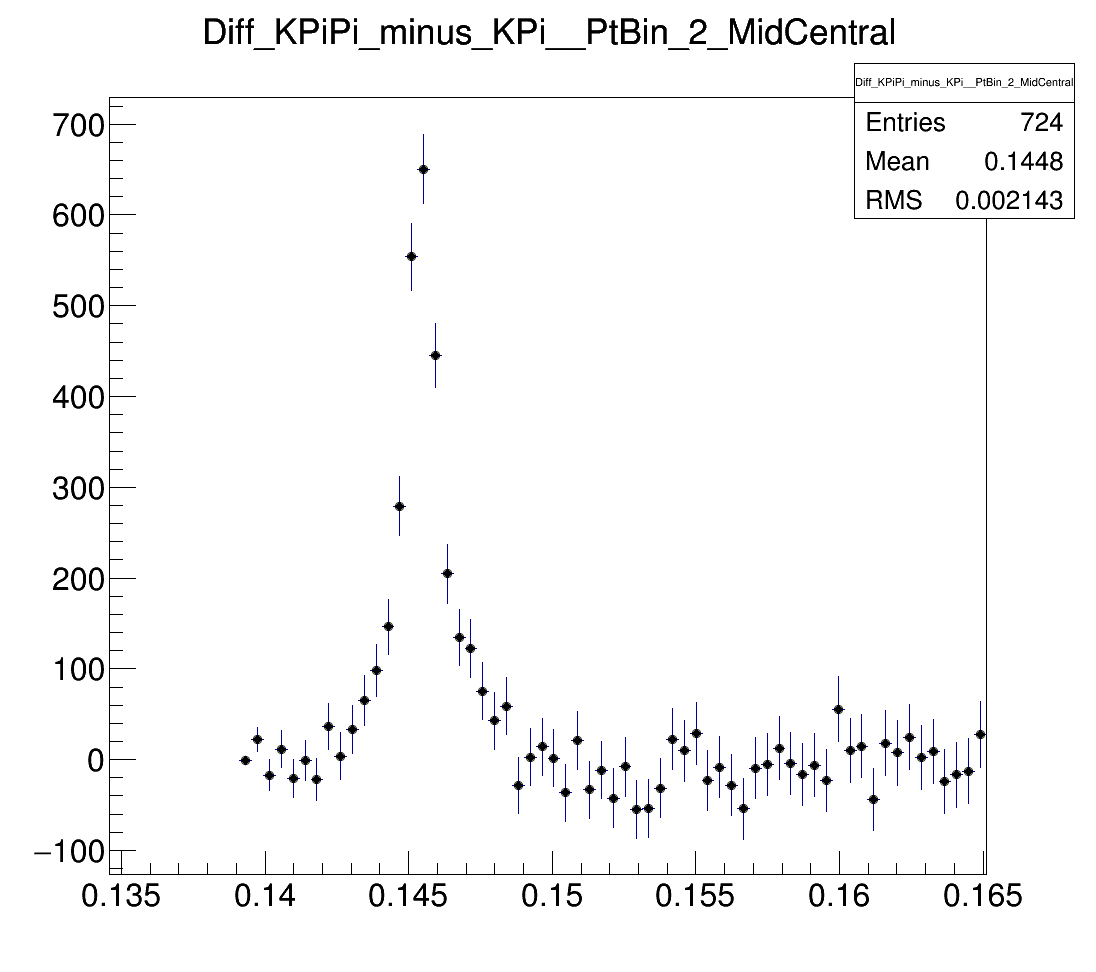 Diff_KPiPi_minus_KPi__PtBin_2_MidCentral
Diff_KPiPi_minus_KPi__PtBin_2_MidCentral
Entries 724
Mean 0.1448
RMS 0.002143
700
600
500
400
300
200
100
0
−100
0.135 0.14 0.145 0.15 0.155 0.16 0.165